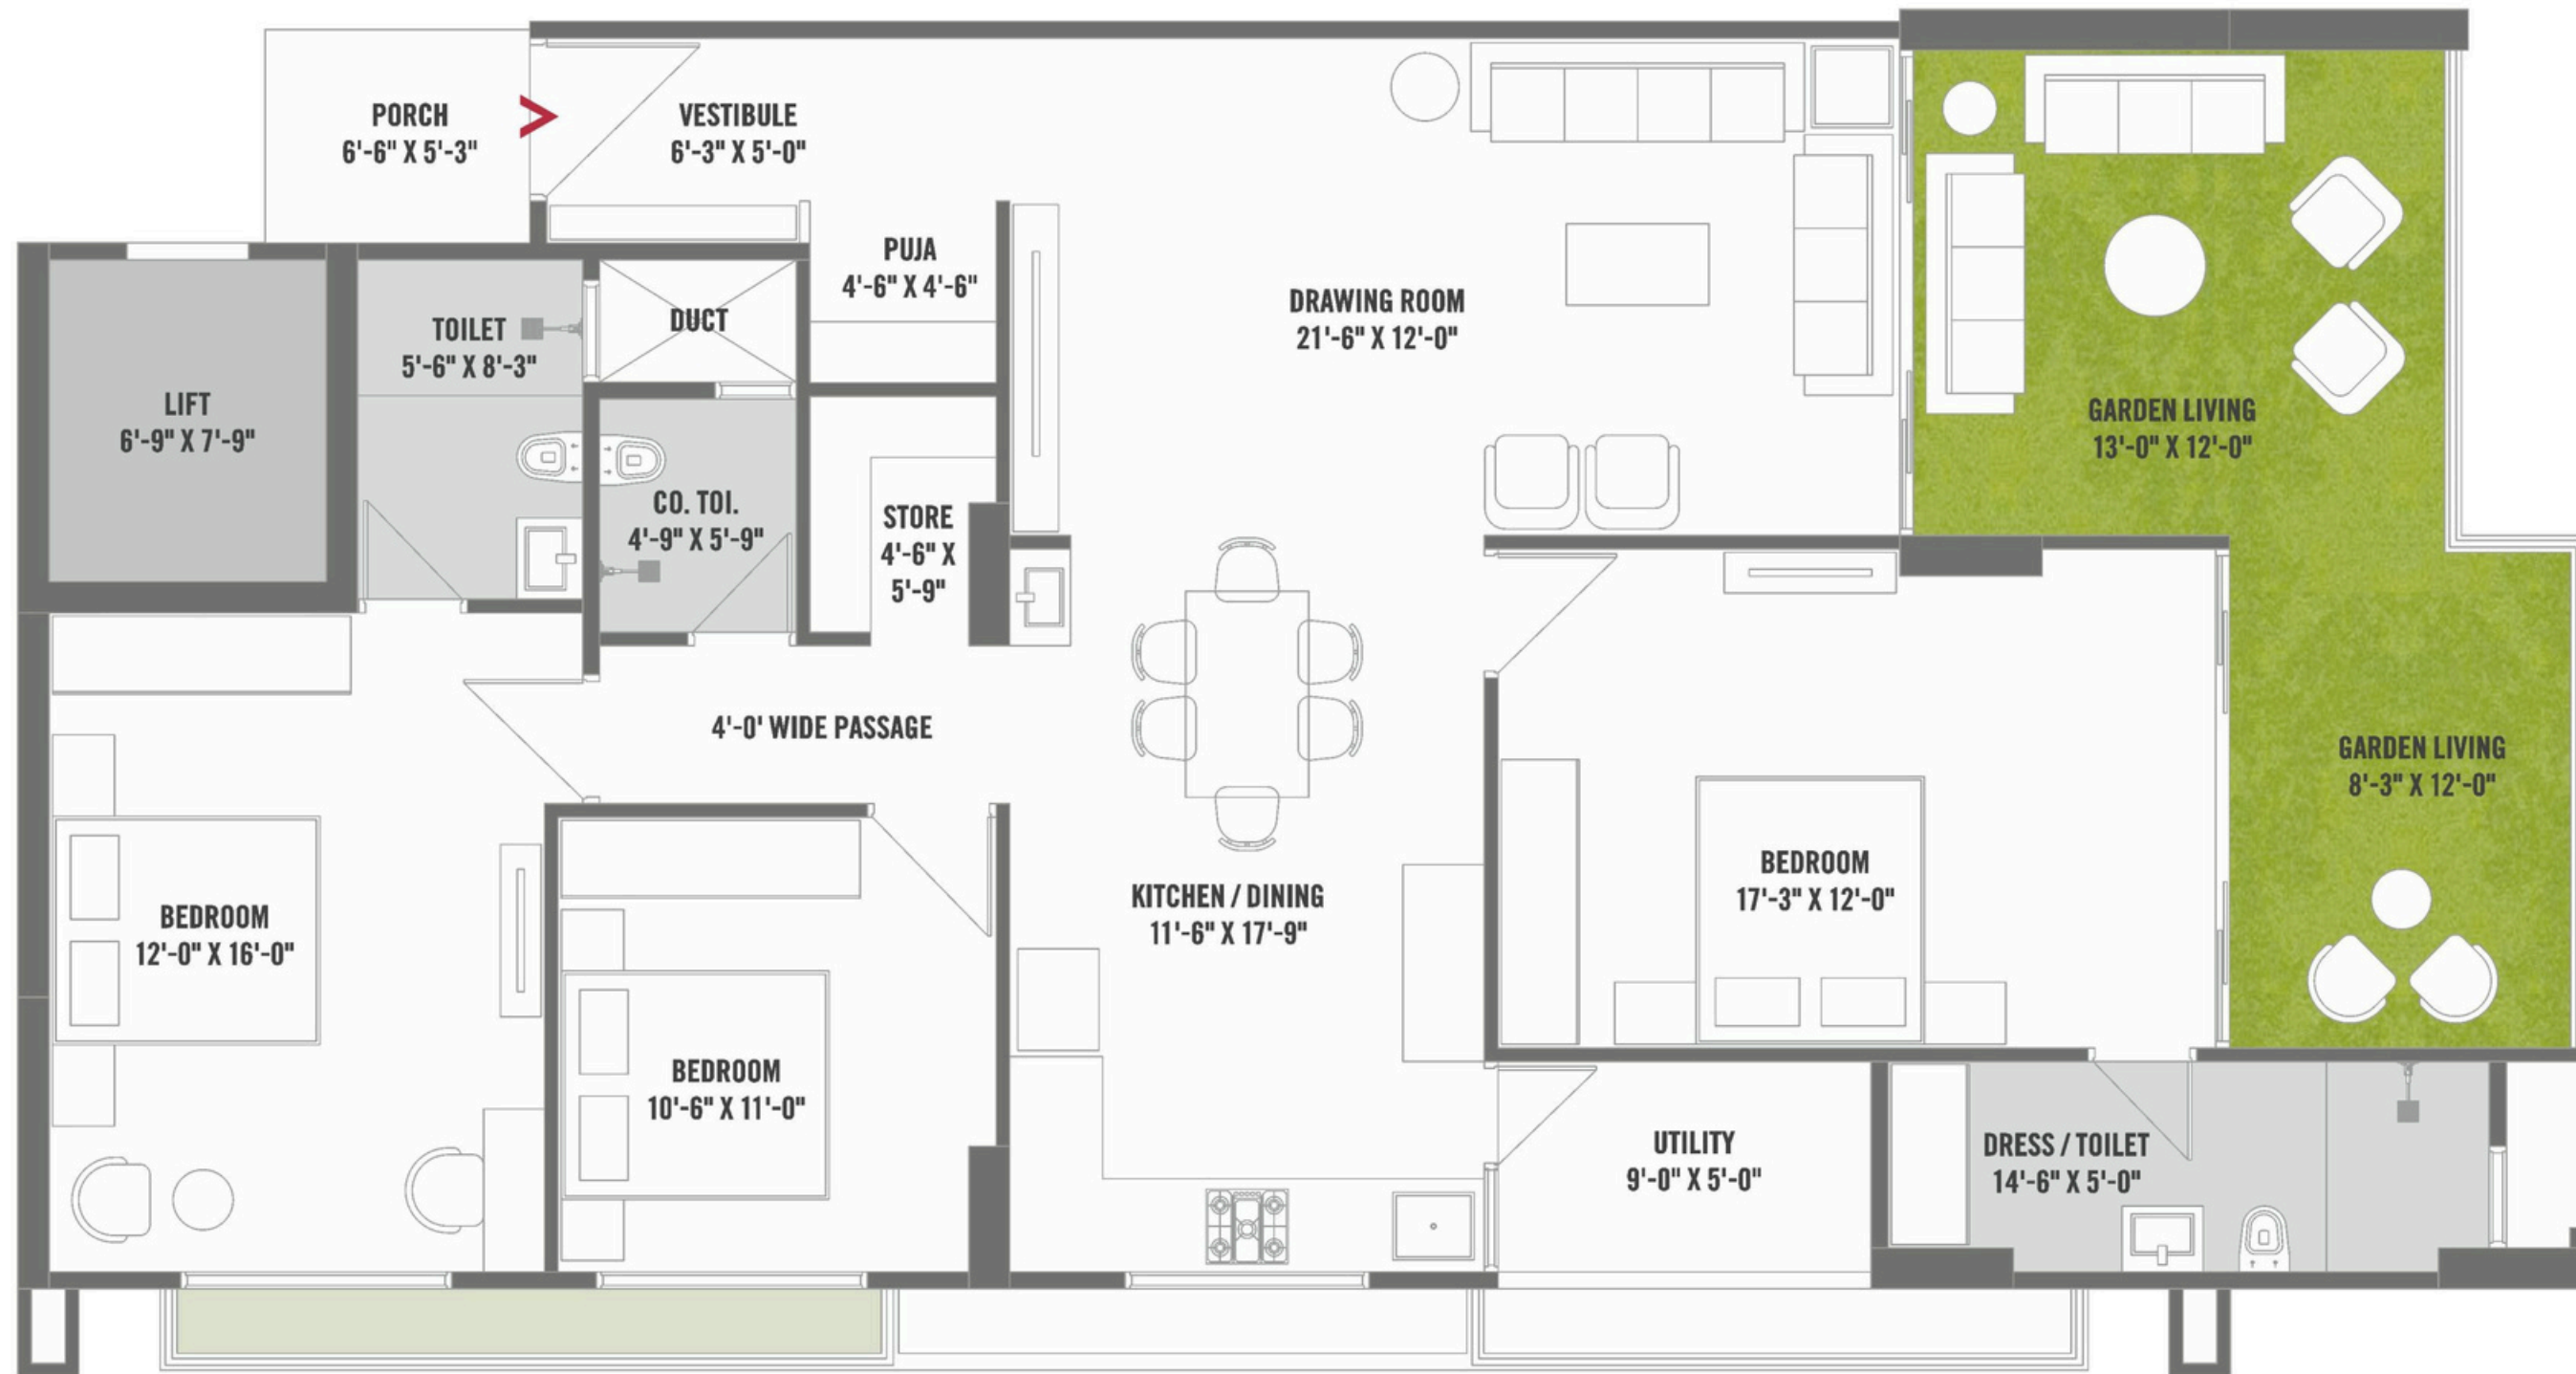 PORCH
6'-6" X 5'-3"
VESTIBULE
6'-3" X 5'-0"
PUJA
4'-6" X 4'-6"
TOILET
5'-6" X 8'-3"
DUCT
DRAWING ROOM
21'-6" X 12'-0"
LIFT
6'-9" X 7'-9"
GARDEN LIVING
13'-0" X 12'-0"
CO. TOI.
4'-9" X 5'-9"
STORE
4'-6" X
5'-9"
4'-0' WIDE PASSAGE
GARDEN LIVING
8'-3" X 12'-0"
BEDROOM
17'-3" X 12'-0"
KITCHEN / DINING
11'-6" X 17'-9"
BEDROOM
12'-0" X 16'-0"
BEDROOM
10'-6" X 11'-0"
UTILITY
9'-0" X 5'-0"
DRESS / TOILET
14'-6" X 5'-0"